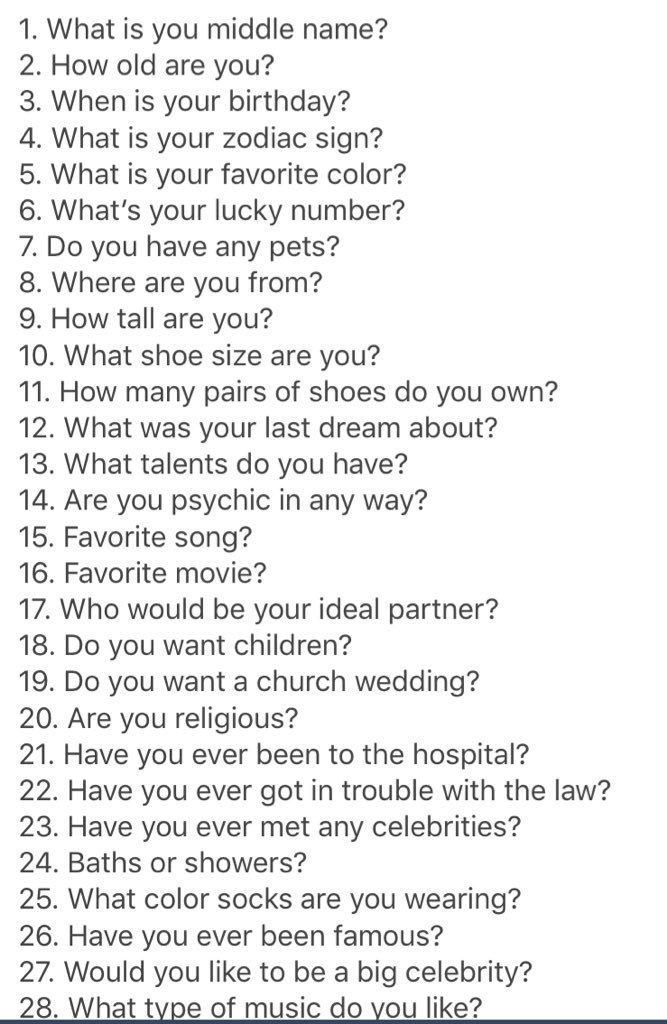 1. What is you middle name?
2. How old are you?
3. When is your birthday?
4. What is your zodiac sign?
5. What is your favorite color?
6. What’s your lucky number?
7. Do you have any pets?
8. Where are you from?
9. How tall are you?
10. What shoe size are you?
11. How many pairs of shoes do you own?
12. What was your last dream about?
13. What talents do you have?
14. Are you psychic in any way?
15. Favorite song?
16. Favorite movie?
17. Who would be your ideal partner?
18. Do you want children?
19. Do you want a church wedding?
20. Are you religious?
21. Have you ever been to the hospital?
22. Have you ever got in trouble with the law?
23. Have you ever met any celebrities?
24. Baths or showers?
25. What color socks are you wearing?
26. Have you ever been famous?
27. Would you like to be a big celebrity?
28. What type of music do you like?